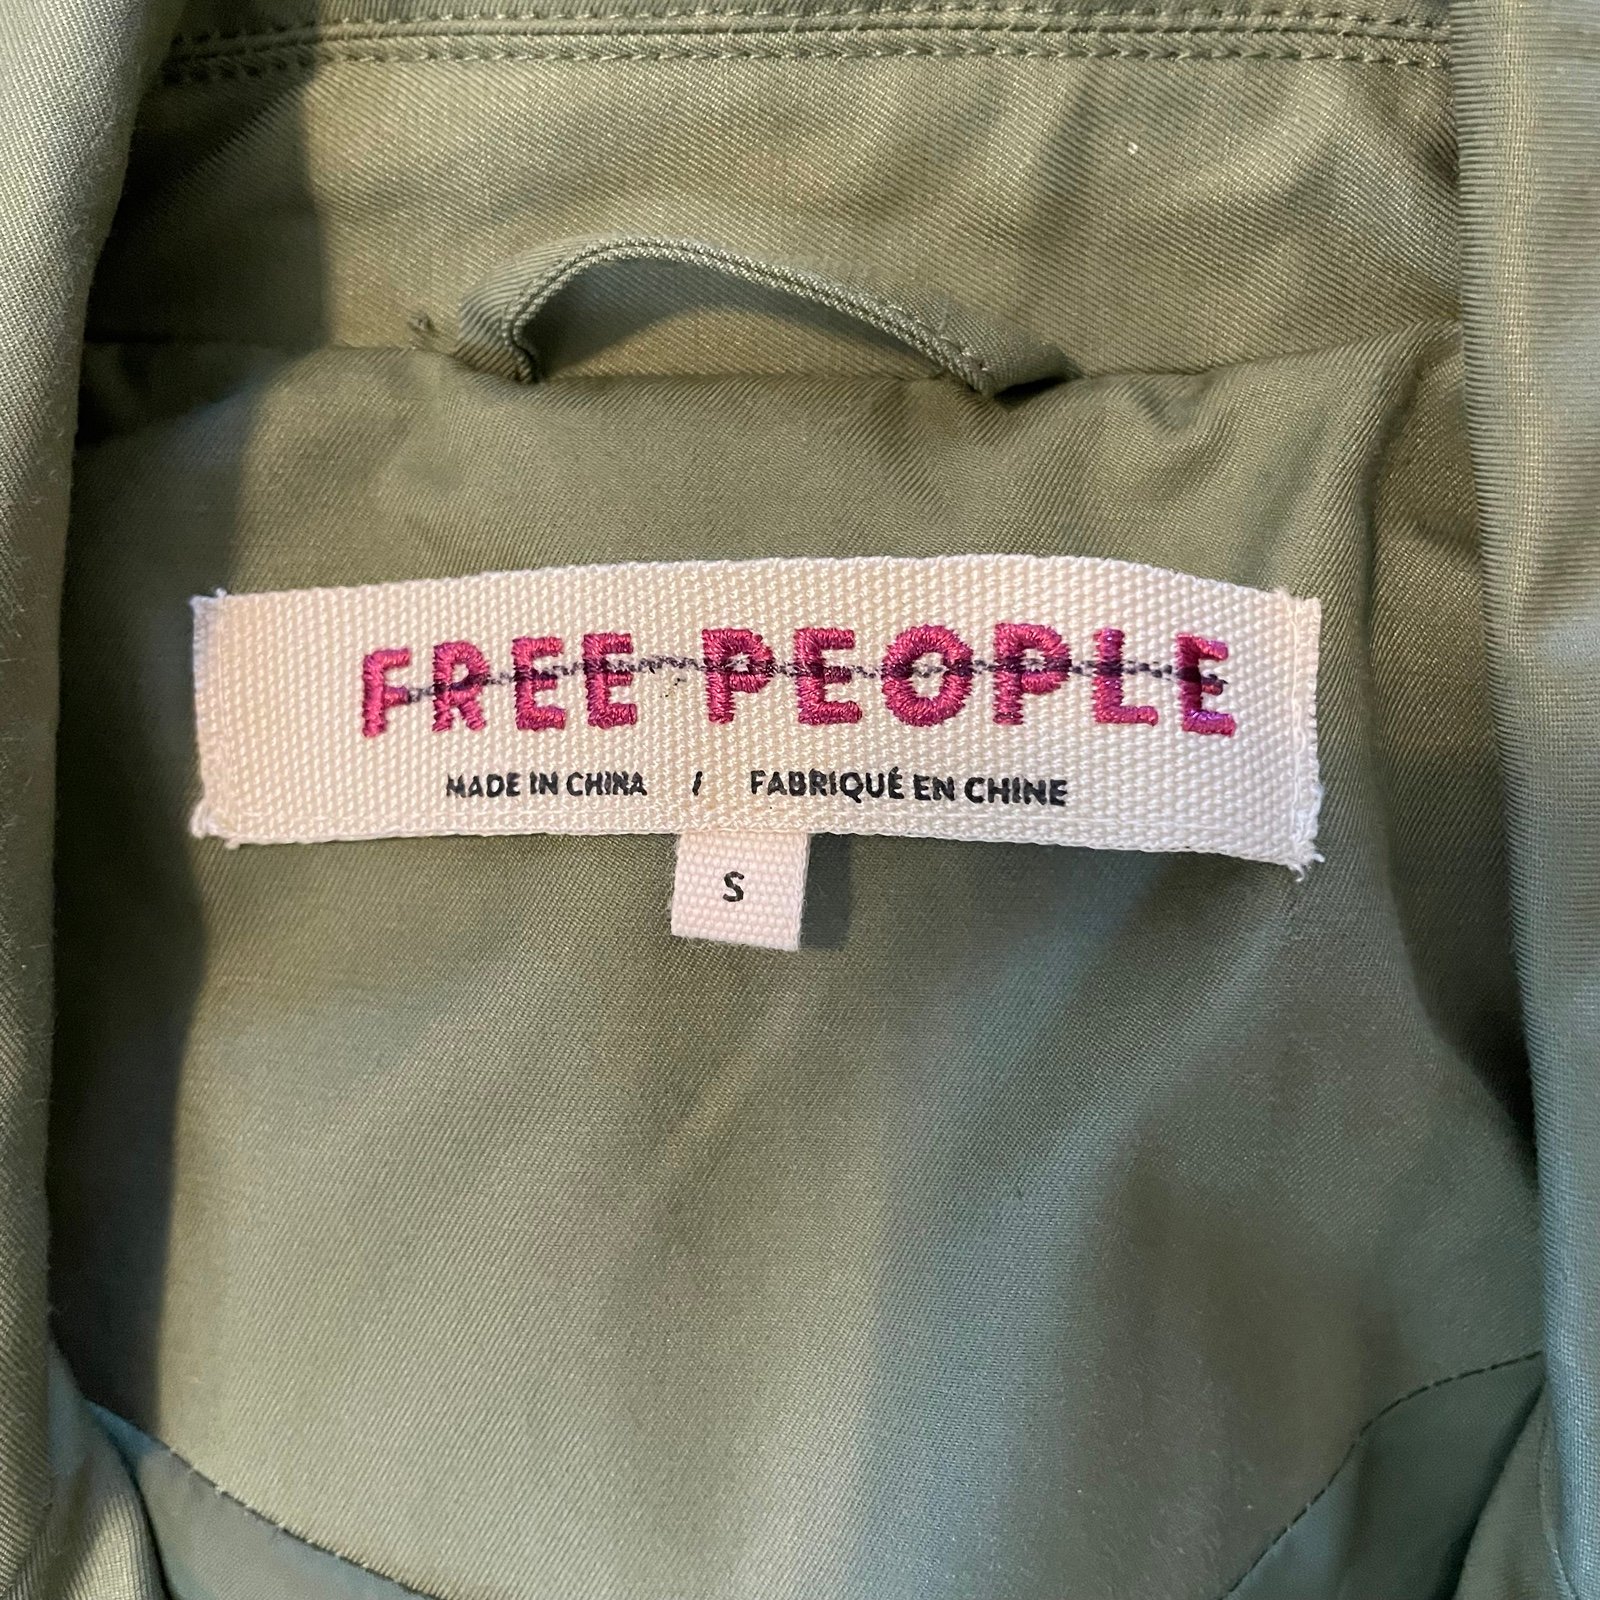 FREE PEOPLE
MADE IN CHINA / FABRIQUÉ EN CHINE
S